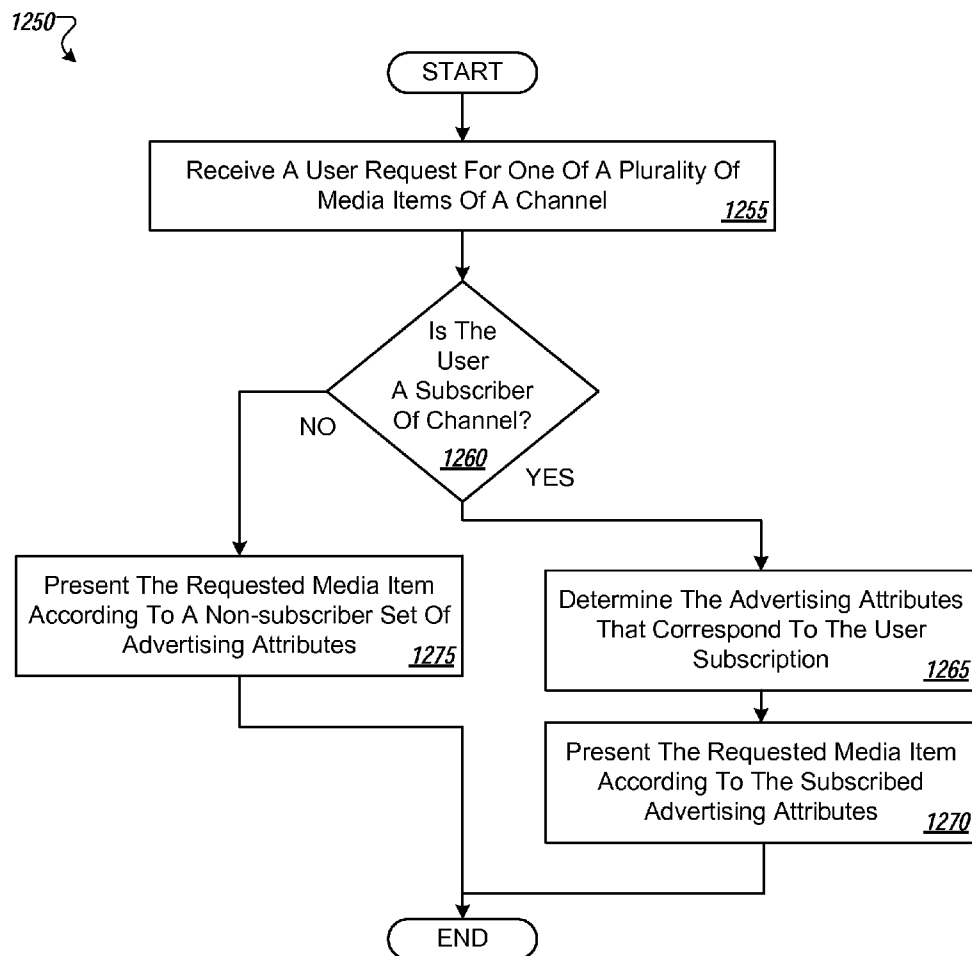 1250
START
Receive A User Request For One Of A Plurality Of
Media Items Of A Channel
1255
Is The
User
A Subscriber
Of Channel?
1260
NO
YES
Present The Requested Media Item
According To A Non-subscriber Set Of
Advertising Attributes
1275
Determine The Advertising Attributes
That Correspond To The User
Subscription
1265
Present The Requested Media Item
According To The Subscribed
Advertising Attributes
1270
END